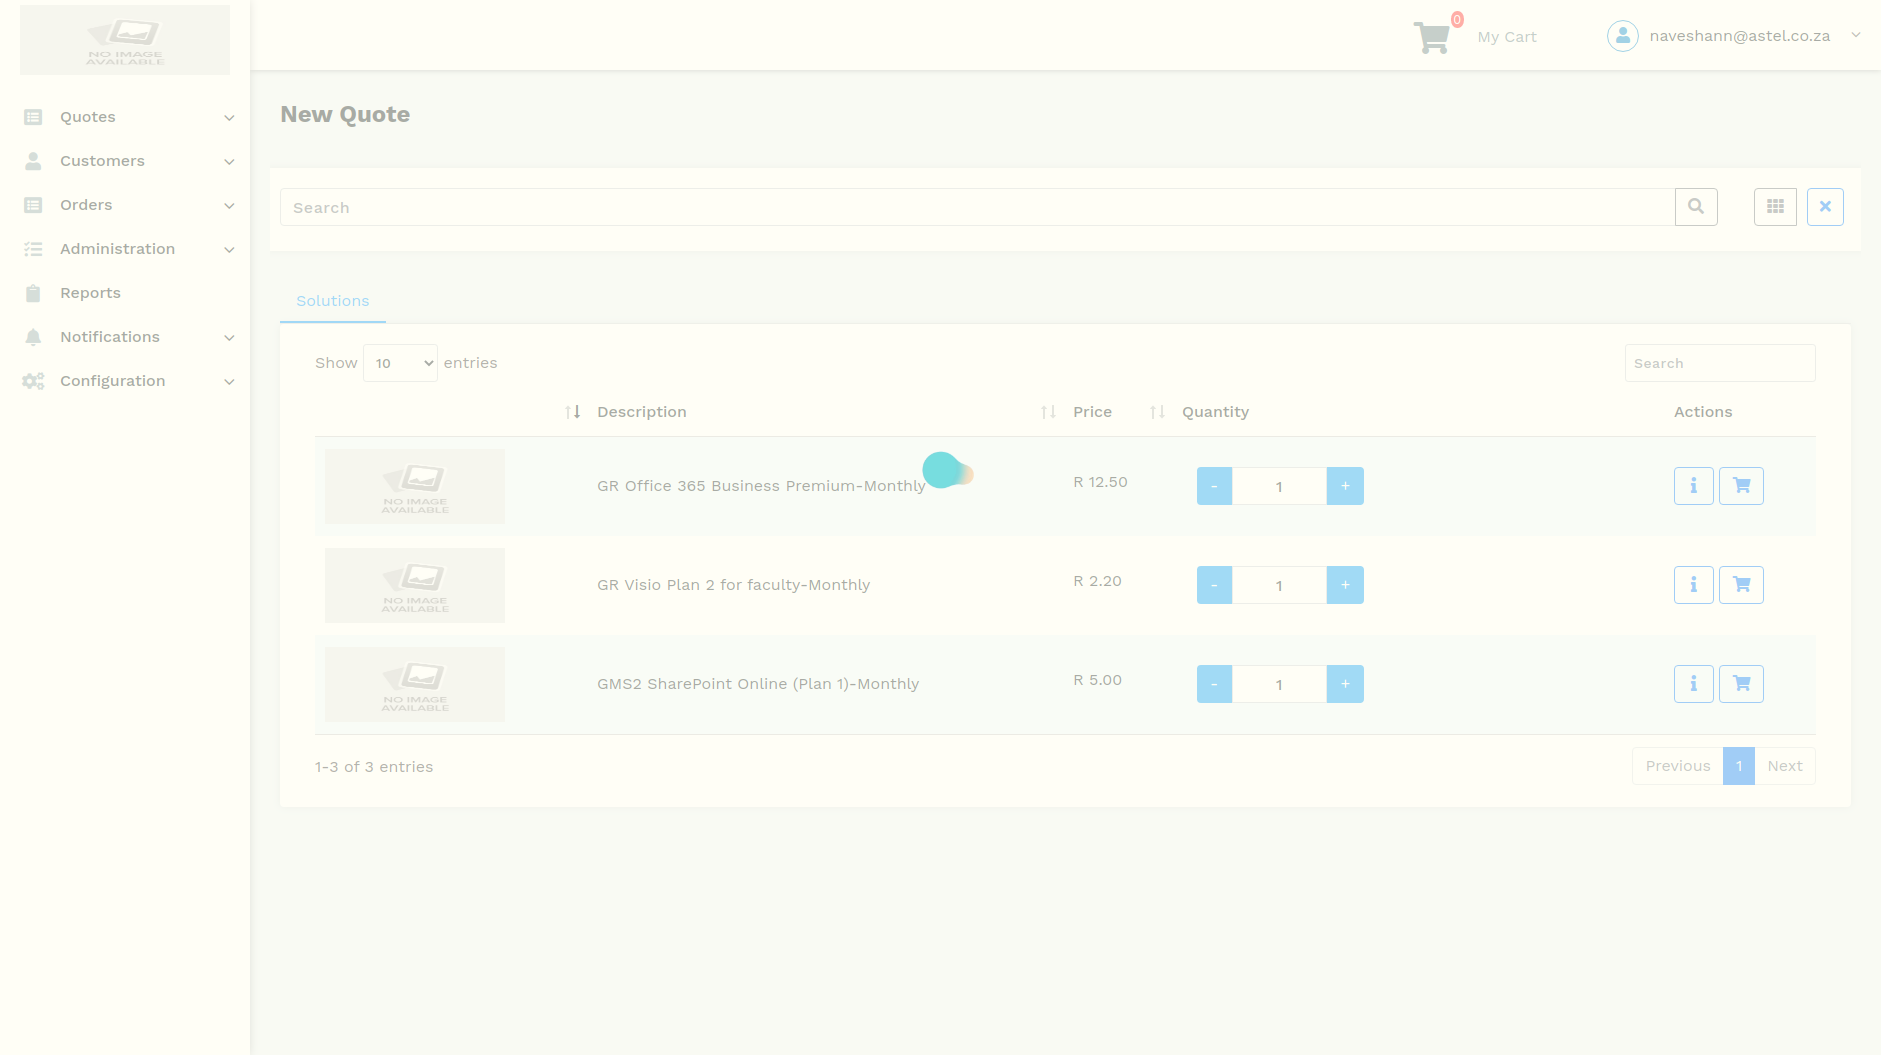 NO IMAGE
AVAILABLE
0
My Cart
naveshann@astel.co.za
Quotes
Customers
Orders
Administration
Reports
Notifications
Configuration
New Quote
Search
Solutions
Show 10 entries
Search
Description Price Quantity Actions
NO IMAGE
AVAILABLE
GR Office 365 Business Premium-Monthly R 12.50 - 1 +
NO IMAGE
AVAILABLE
GR Visio Plan 2 for faculty-Monthly R 2.20 - 1 +
NO IMAGE
AVAILABLE
GMS2 SharePoint Online (Plan 1)-Monthly R 5.00 - 1 +
1-3 of 3 entries
Previous 1 Next